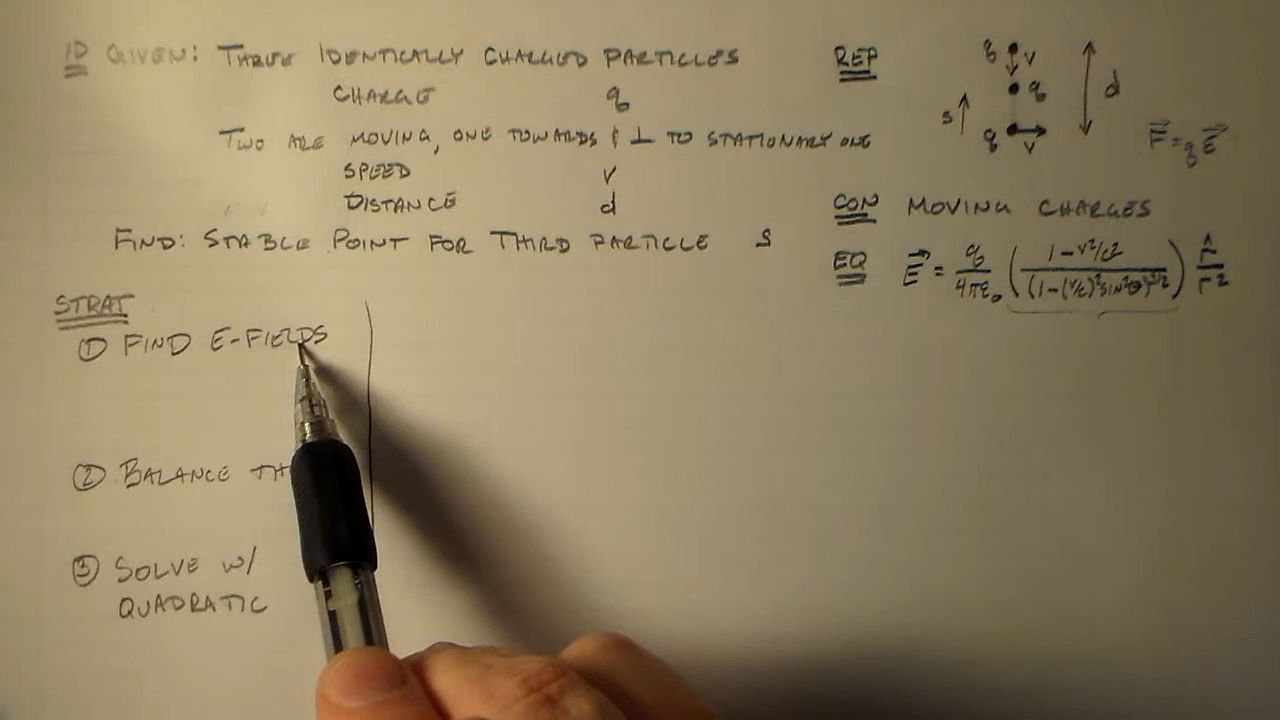 ID GIVEN: THREE IDENTICALLY CHARGED PARTICLES
CHARGE q
TWO ARE MOVING, ONE TOWARDS & ⊥ TO STATIONARY ONE
SPEED v
DISTANCE d
FIND: STABLE POINT FOR THIRD PARTICLE s
REP
q v
q
s d
q v
F⃗ = qE⃗
CON MOVING CHARGES
EQ E⃗ = q/4πε₀ ( 1-v²/c² / (1-(v/c)²sin²θ)^3/2 ) r̂/r²
STRAT
① FIND E-FIELDS
② BALANCE
③ SOLVE W/
QUADRATIC